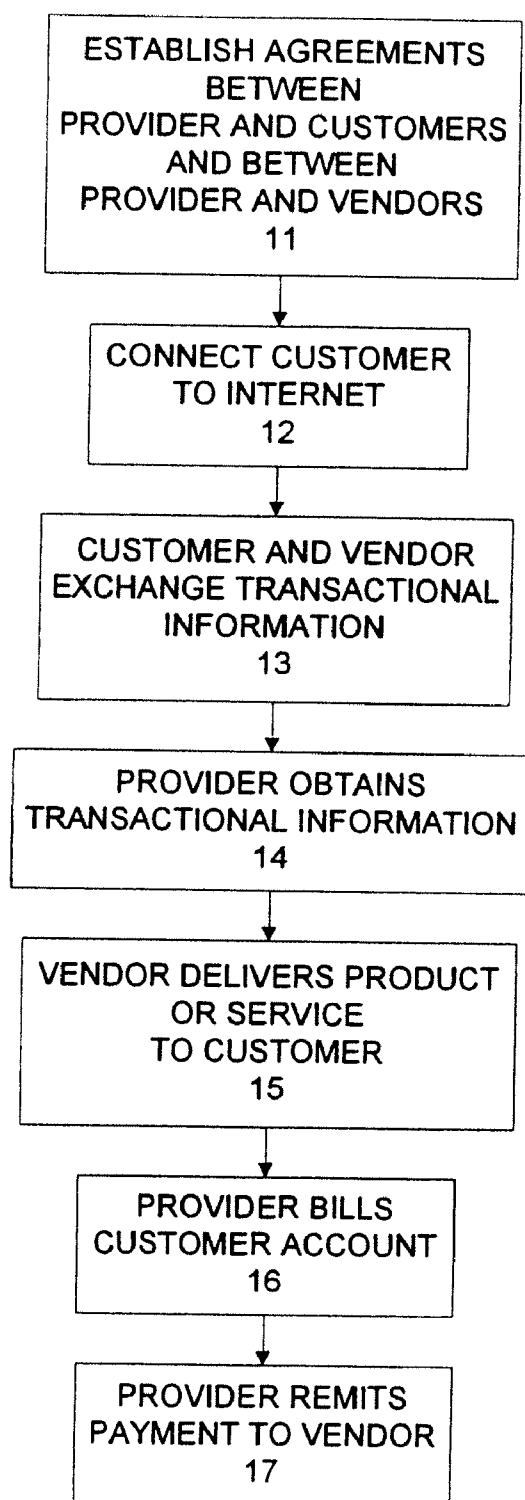 ESTABLISH AGREEMENTS
BETWEEN
PROVIDER AND CUSTOMERS
AND BETWEEN
PROVIDER AND VENDORS
11
CONNECT CUSTOMER
TO INTERNET
12
CUSTOMER AND VENDOR
EXCHANGE TRANSACTIONAL
INFORMATION
13
PROVIDER OBTAINS
TRANSACTIONAL INFORMATION
14
VENDOR DELIVERS PRODUCT
OR SERVICE
TO CUSTOMER
15
PROVIDER BILLS
CUSTOMER ACCOUNT
16
PROVIDER REMITS
PAYMENT TO VENDOR
17